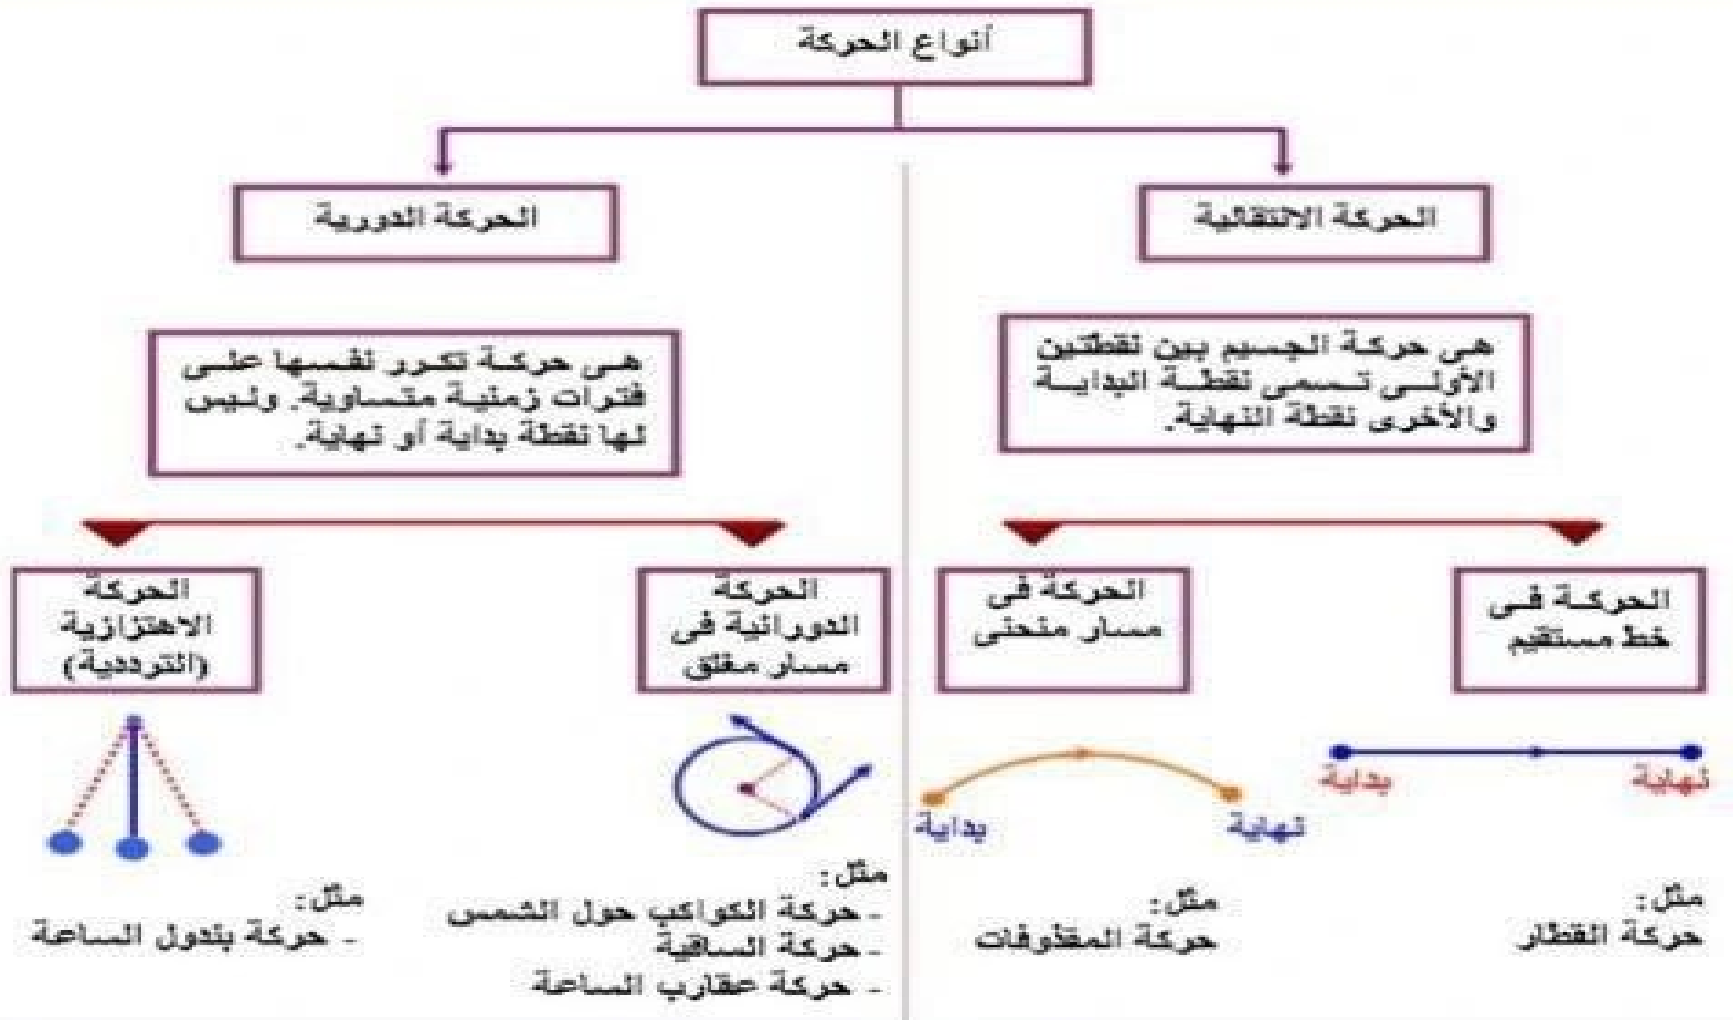 أنواع الحركة
الحركة الانتقالية
الحركة الدورية
هى حركة الجسيم بين نقطتين
الأولى تسمى نقطة البداية
والأخرى نقطة النهاية.
هى حركة تكرر نفسها على
فترات زمنية متساوية. وليس
لها نقطة بداية أو نهاية.
الحركة فى
خط مستقيم
الحركة فى
مسار منحنى
الحركة
الدورانية فى
مسار مغلق
الحركة
الاهتزازية
(الترددية)
بداية
نهاية
بداية
نهاية
مثل:
حركة القطار
مثل:
حركة المقذوفات
مثل:
- حركة الكواكب حول الشمس
- حركة الساقية
- حركة عقارب الساعة
مثل:
- حركة بندول الساعة